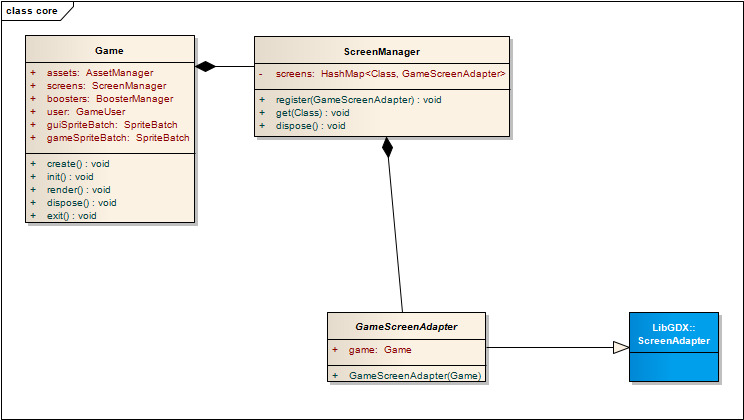 class core
Game
+ assets: AssetManager
+ screens: ScreenManager
+ boosters: BoosterManager
+ user: GameUser
+ guiSpriteBatch: SpriteBatch
+ gameSpriteBatch: SpriteBatch
+ create() : void
+ init() : void
+ render() : void
+ dispose() : void
+ exit() : void
ScreenManager
- screens: HashMap<Class, GameScreenAdapter>
+ register(GameScreenAdapter) : void
+ get(Class) : void
+ dispose() : void
GameScreenAdapter
+ game: Game
+ GameScreenAdapter(Game)
LibGDX::
ScreenAdapter